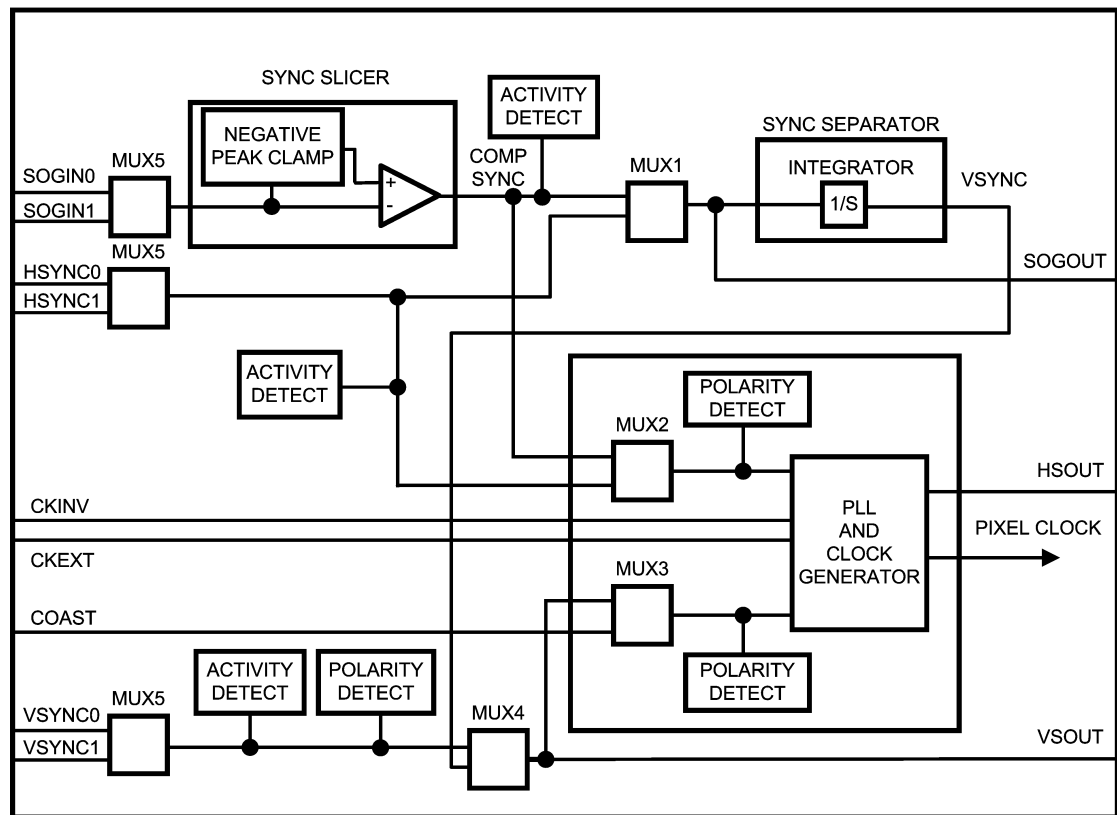 SYNC SLICER
ACTIVITY
DETECT
NEGATIVE
PEAK CLAMP
SYNC SEPARATOR
MUX5
COMP
SYNC
MUX1
INTEGRATOR
1/S
VSYNC
SOGIN0
SOGIN1
+
-
MUX5
HSYNC0
HSYNC1
SOGOUT
ACTIVITY
DETECT
POLARITY
DETECT
MUX2
HSOUT
CKINV
PLL
AND
CLOCK
GENERATOR
PIXEL CLOCK
CKEXT
MUX3
COAST
ACTIVITY
DETECT
POLARITY
DETECT
POLARITY
DETECT
MUX5
MUX4
VSYNC0
VSYNC1
VSOUT